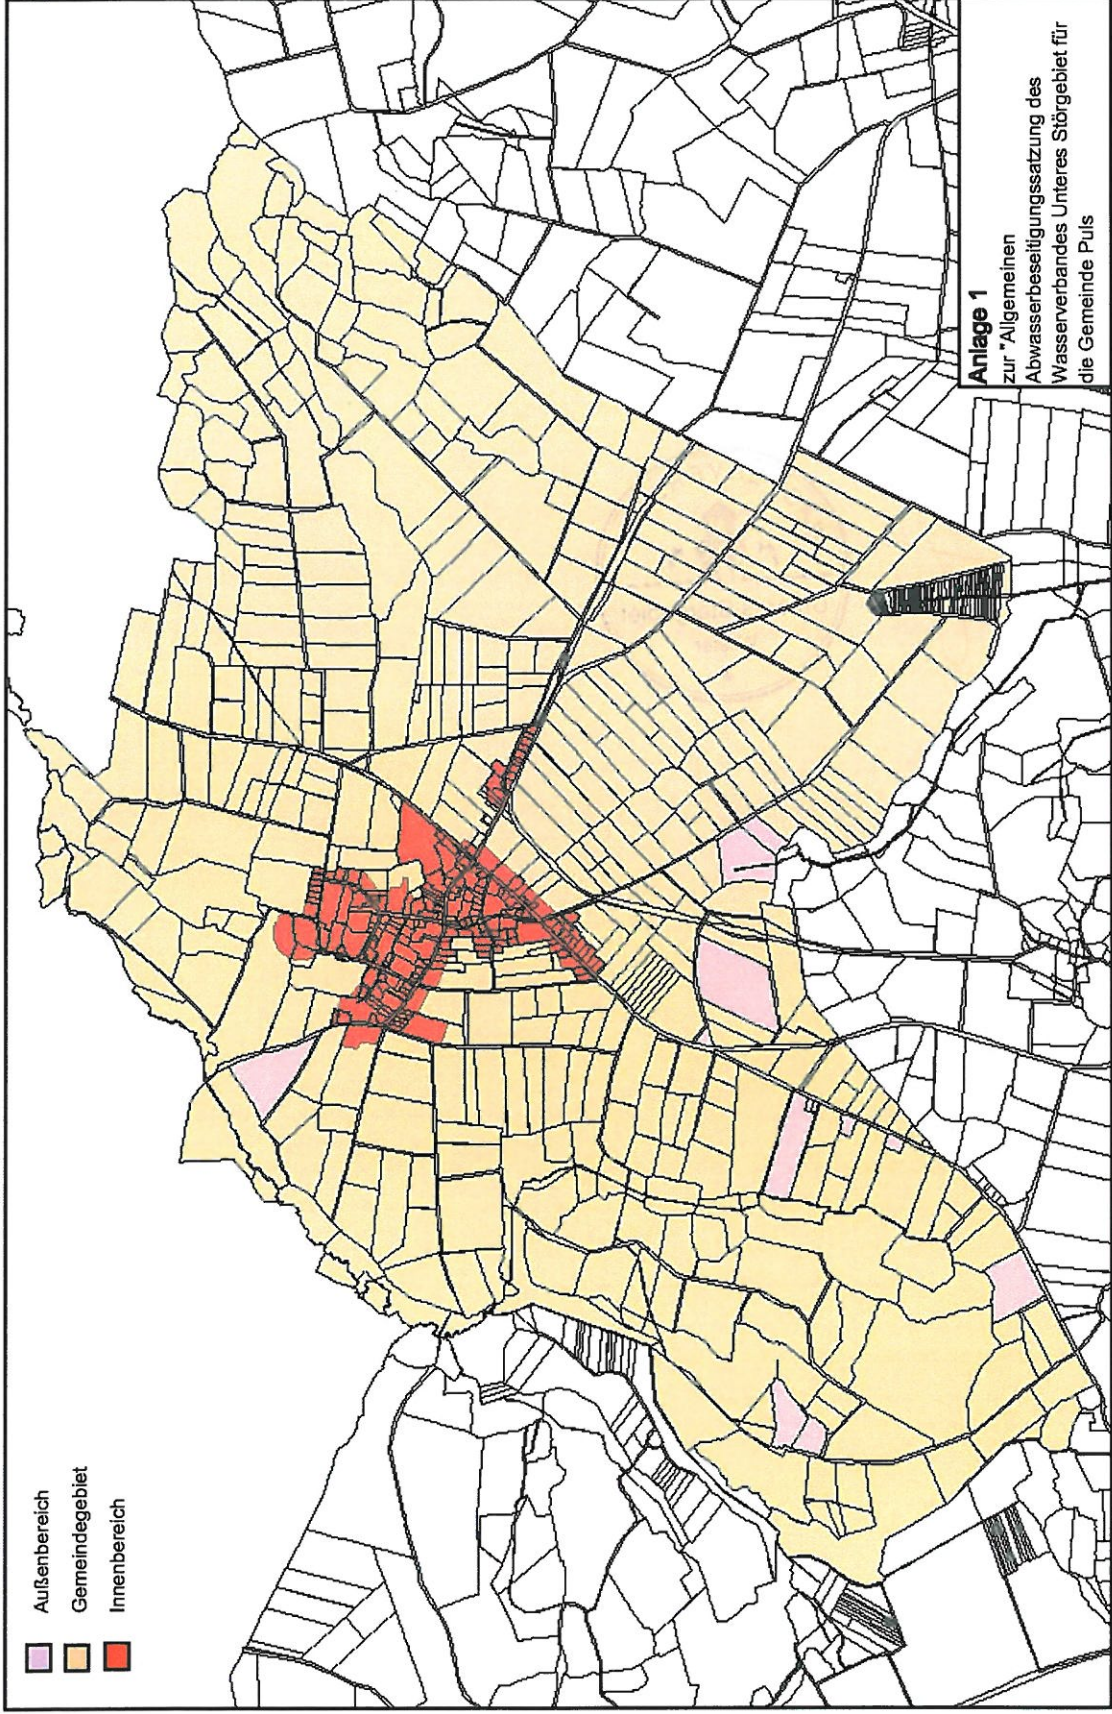 Außenbereich
Gemeindegebiet
Innenbereich
Anlage 1
zur "Allgemeinen
Abwasserbeseitigungssatzung des
Wasserverbandes Unteres Störgebiet für
die Gemeinde Puls